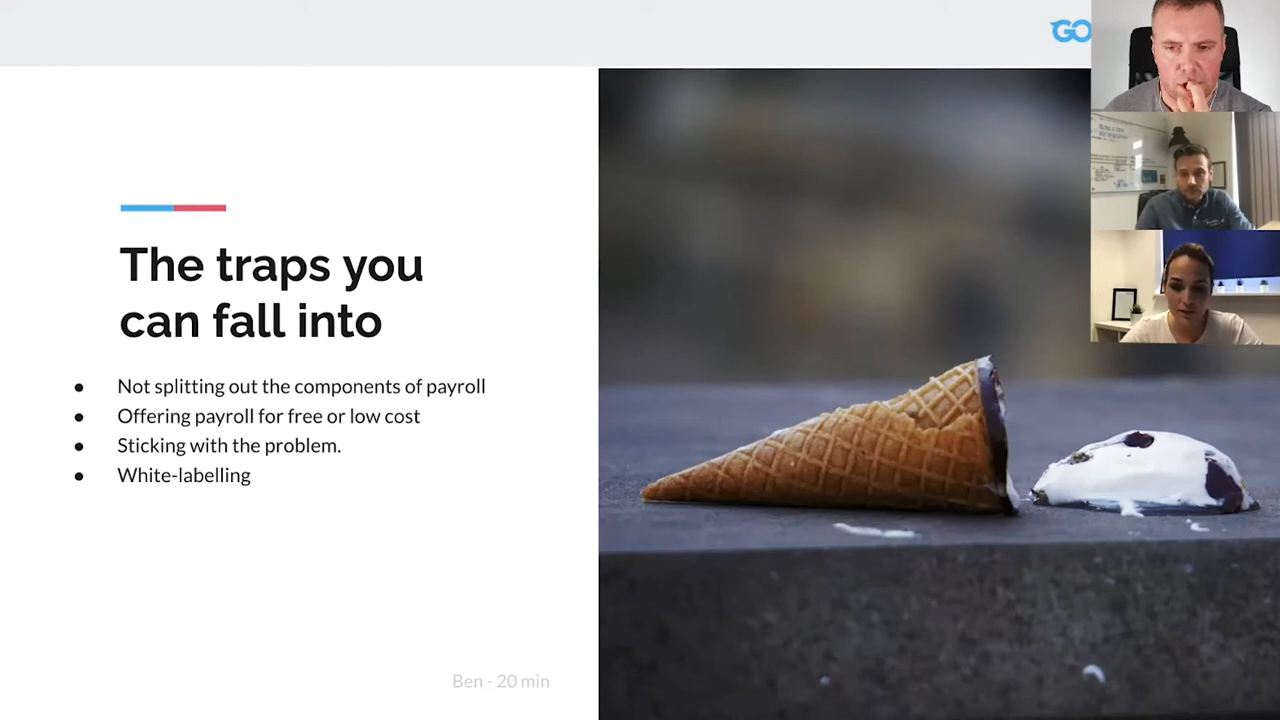 GO
The traps you
can fall into
● Not splitting out the components of payroll
● Offering payroll for free or low cost
● Sticking with the problem.
● White-labelling
Ben - 20 min